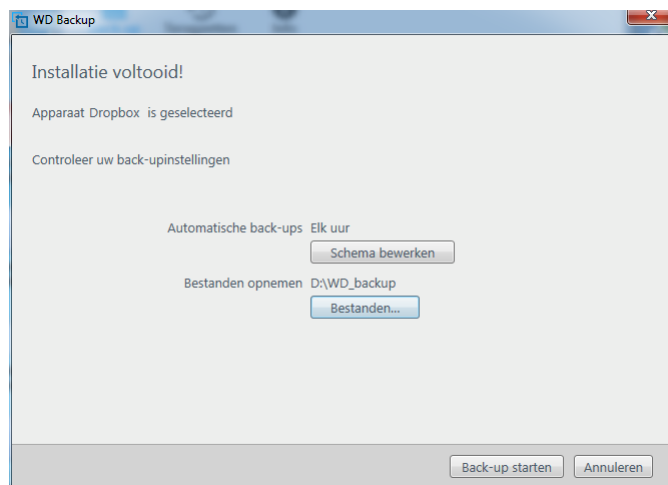 WD Backup
Installatie voltooid!
Apparaat Dropbox is geselecteerd
Controleer uw back-upinstellingen
Automatische back-ups Elk uur
Schema bewerken
Bestanden opnemen D:\WD_backup
Bestanden...
Back-up starten Annuleren